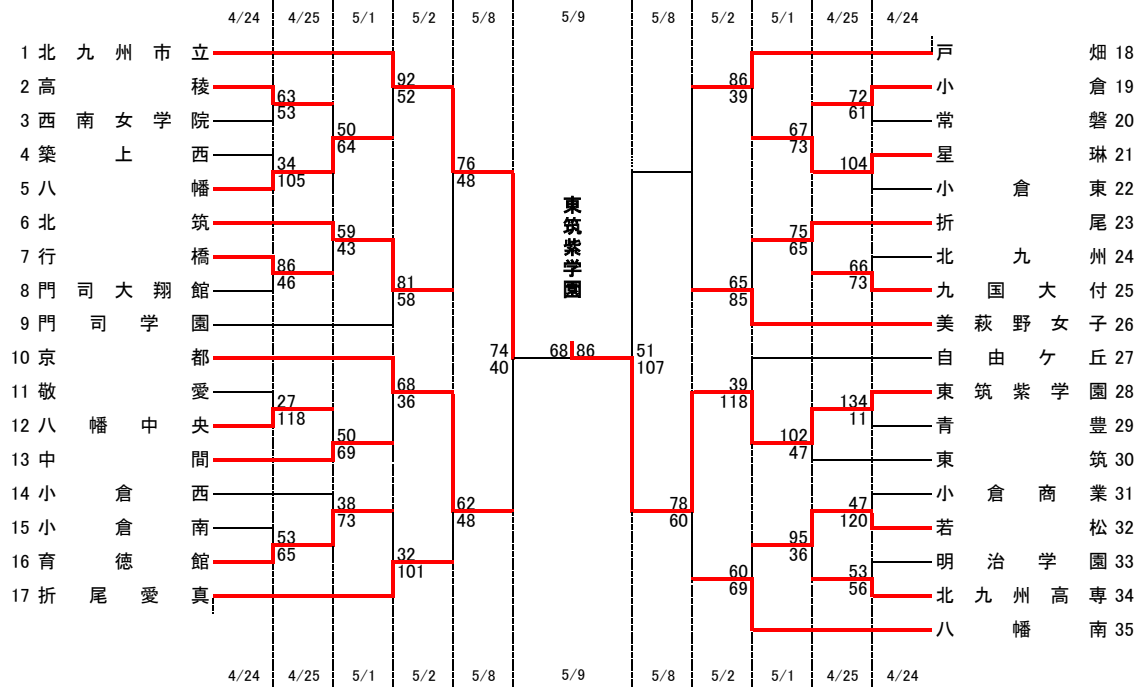 4/24 4/25 5/1 5/2 5/8 5/9 5/8 5/2 5/1 4/25 4/24
1 北九州市立
2 高稜
3 西南女学院
4 築上西
5 八幡
6 北筑
7 行橋
8 門司大翔館
9 門司学園
10 京都
11 敬愛
12 八幡中央
13 中間
14 小倉西
15 小倉南
16 育徳館
17 折尾愛真
63
53
34
105
86
46
27
118
53
65
50
64
59
43
50
69
38
73
92
52
81
58
68
36
32
101
76
48
62
48
74
40
東筑紫学園
68 86
51
107
78
60
86
39
65
85
39
118
60
69
67
73
75
65
102
47
95
36
72
61
104
66
73
134
11
47
120
53
56
戸畑 18
小倉 19
常磐 20
星琳 21
小倉東 22
折尾 23
北九州 24
九国大付 25
美萩野女子 26
自由ケ丘 27
東筑紫学園 28
青豊 29
東筑 30
小倉商業 31
若松 32
明治学園 33
北九州高専 34
八幡南 35
4/24 4/25 5/1 5/2 5/8 5/9 5/8 5/2 5/1 4/25 4/24